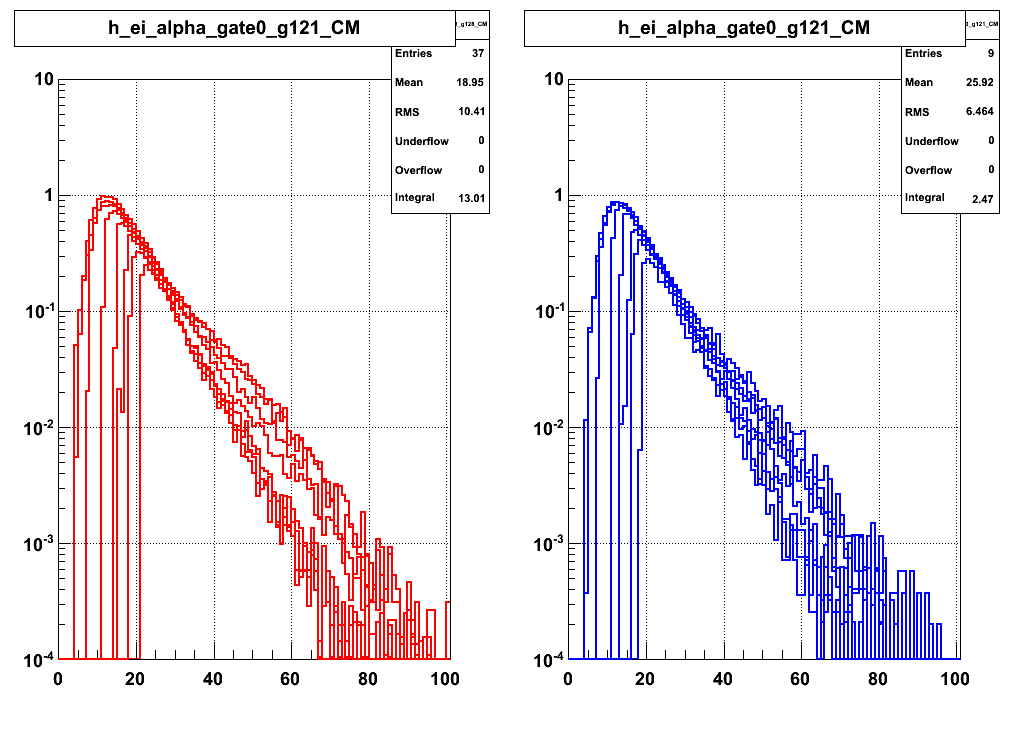 h_ei_alpha_gate0_g121_CM
Entries 37
Mean 18.95
RMS 10.41
Underflow 0
Overflow 0
Integral 13.01
10
1
10^-1
10^-2
10^-3
10^-4
0 20 40 60 80 100
h_ei_alpha_gate0_g121_CM
Entries 9
Mean 25.92
RMS 6.464
Underflow 0
Overflow 0
Integral 2.47
10
1
10^-1
10^-2
10^-3
10^-4
0 20 40 60 80 100